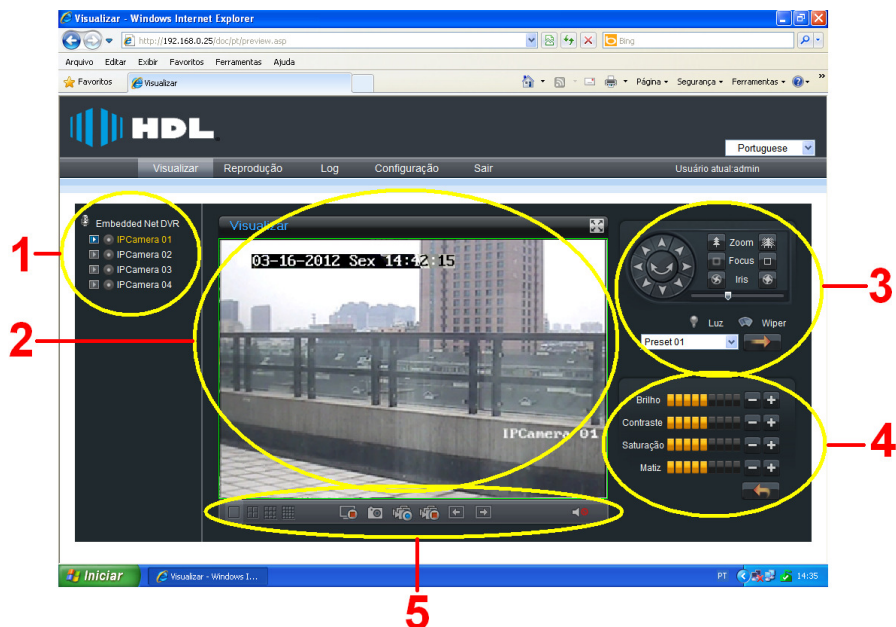 Visualizar - Windows Internet Explorer
http://192.168.0.25/doc/pt/preview.asp
Bing
Arquivo Editar Exibir Favoritos Ferramentas Ajuda
Favoritos Visualizar Página Segurança Ferramentas
HDL
Portuguese
Visualizar Reprodução Log Configuração Sair Usuário atual:admin
Embedded Net DVR
IPCamera 01
IPCamera 02
IPCamera 03
IPCamera 04
1
2
Visualizar
03-16-2012 Sex 14:42:15
IPCamera 01
Zoom
Focus
Iris
Luz Wiper
Preset 01
3
Brilho
Contraste
Saturação
Matiz
4
5
Iniciar Visualizar - Windows I... PT 14:35